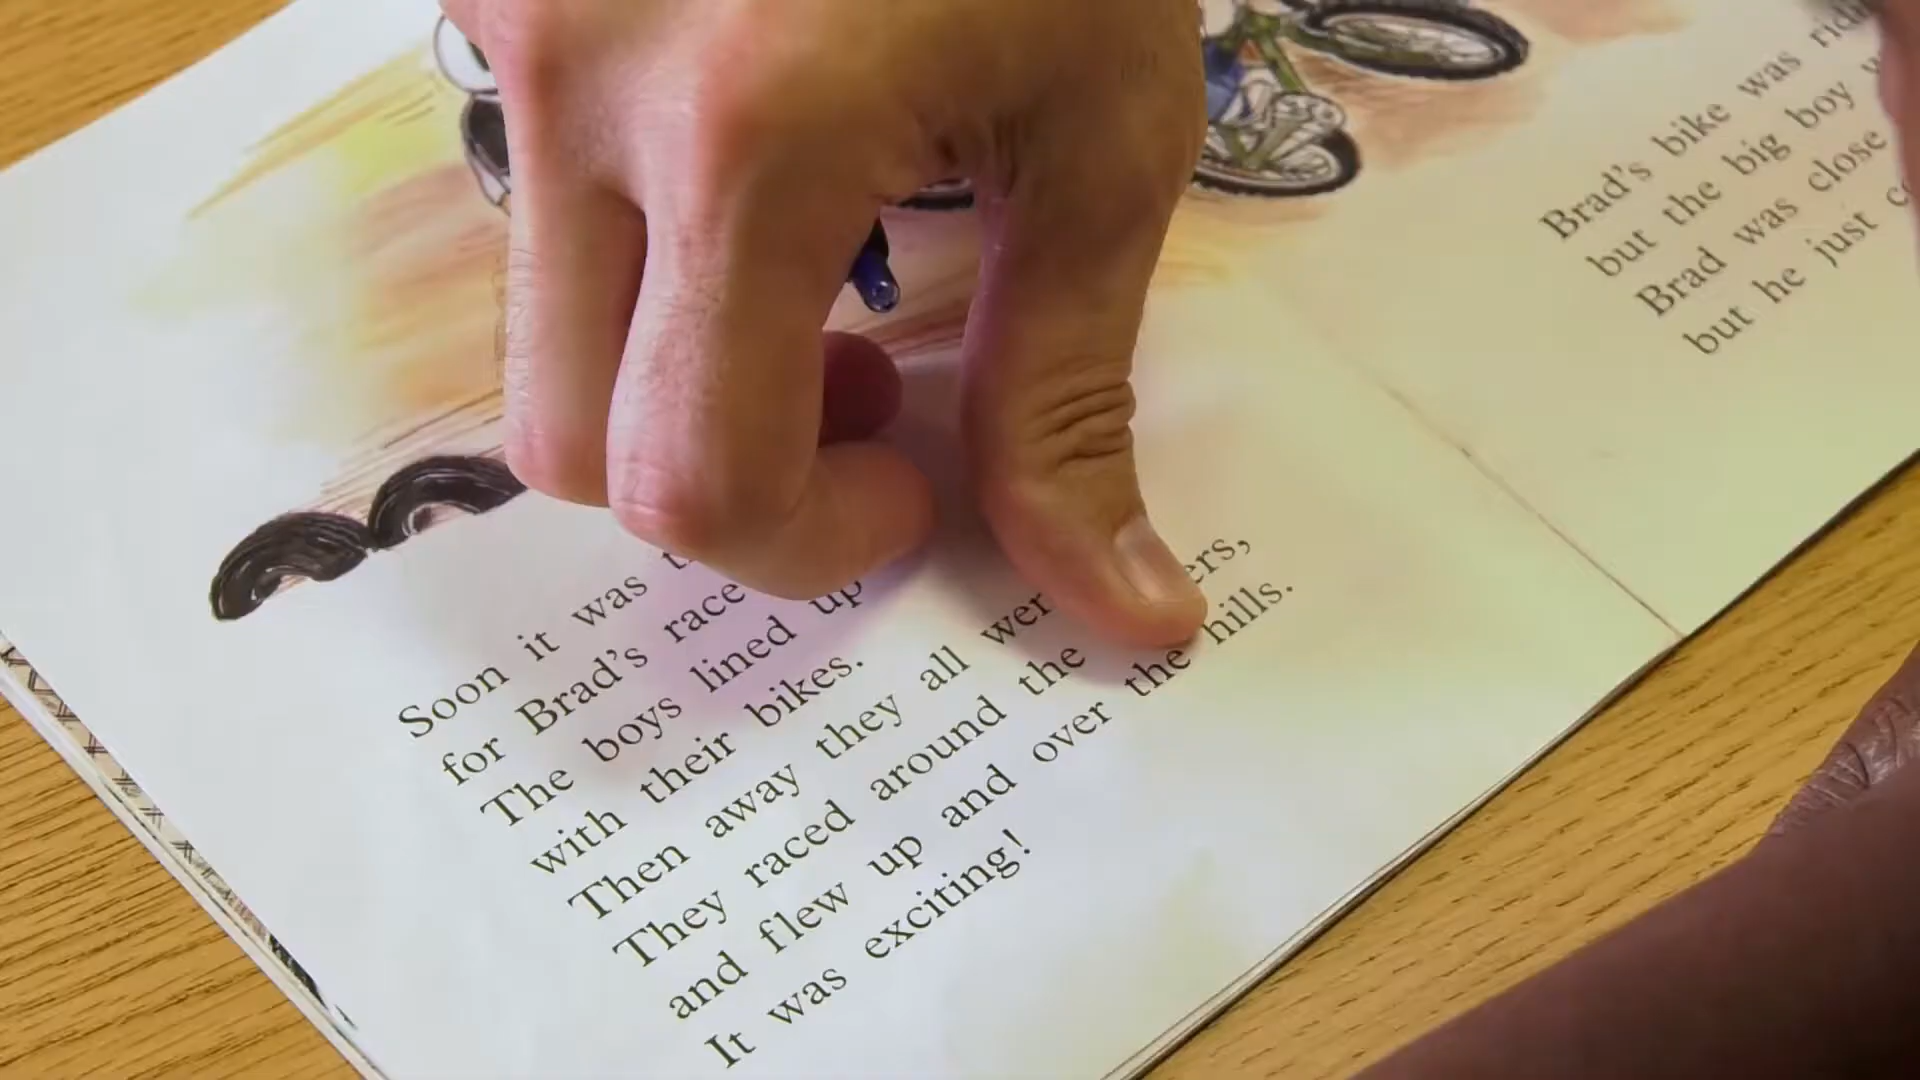 Soon it was
for Brad's race
The boys lined up
with their bikes.
Then away they all
They raced around the
and flew up and over the hills.
It was exciting!
Brad's bike was
but the big boy
Brad was close
but he just